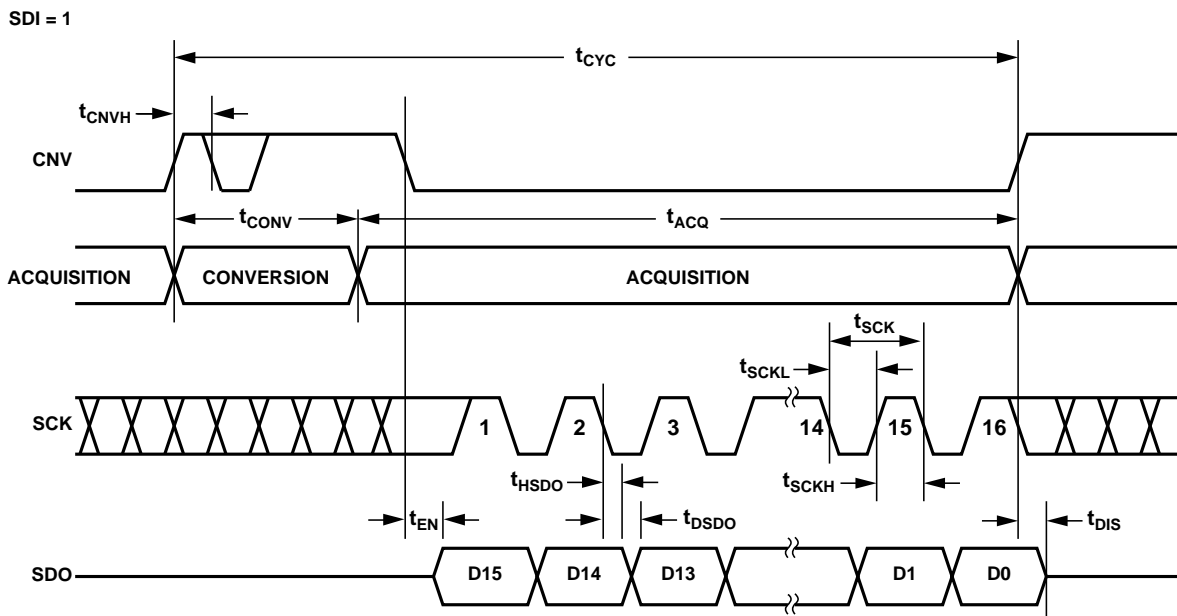 SDI = 1
tCYC
tCNVH
CNV
tCONV
tACQ
ACQUISITION
CONVERSION
ACQUISITION
tSCK
tSCKL
SCK
1
2
3
14
15
16
tHSDO
tSCKH
tEN
tDSDO
tDIS
SDO
D15
D14
D13
D1
D0